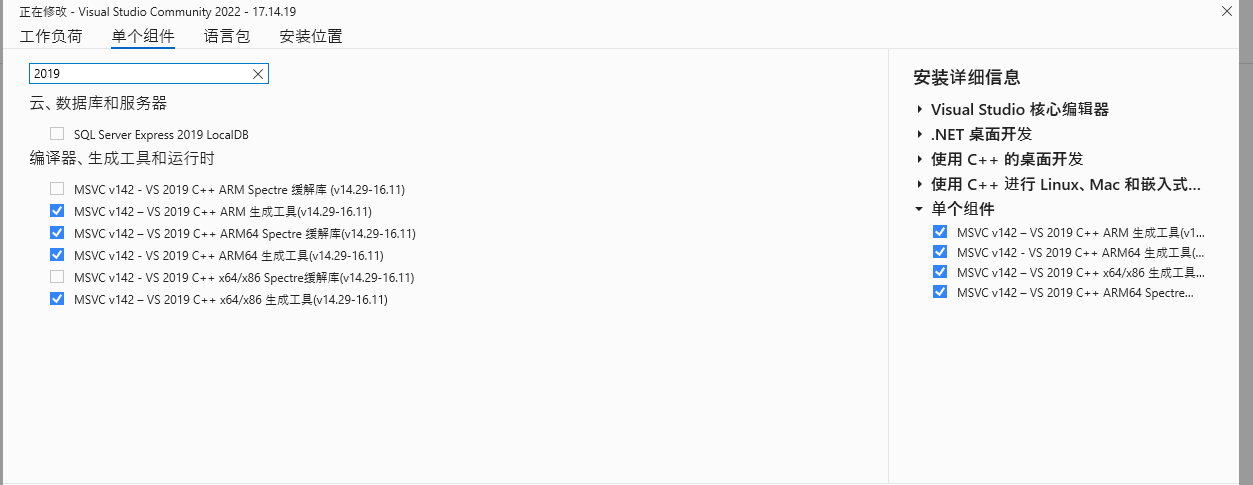 正在修改 - Visual Studio Community 2022 - 17.14.19
工作负荷 单个组件 语言包 安装位置
2019
云、数据库和服务器
SQL Server Express 2019 LocalDB
编译器、生成工具和运行时
MSVC v142 - VS 2019 C++ ARM Spectre 缓解库 (v14.29-16.11)
MSVC v142 – VS 2019 C++ ARM 生成工具(v14.29-16.11)
MSVC v142 – VS 2019 C++ ARM64 Spectre 缓解库(v14.29-16.11)
MSVC v142 - VS 2019 C++ ARM64 生成工具(v14.29-16.11)
MSVC v142 - VS 2019 C++ x64/x86 Spectre缓解库(v14.29-16.11)
MSVC v142 – VS 2019 C++ x64/x86 生成工具(v14.29-16.11)
安装详细信息
Visual Studio 核心编辑器
.NET 桌面开发
使用 C++ 的桌面开发
使用 C++ 进行 Linux、Mac 和嵌入式...
单个组件
MSVC v142 – VS 2019 C++ ARM 生成工具(v1...
MSVC v142 - VS 2019 C++ ARM64 生成工具(...
MSVC v142 – VS 2019 C++ x64/x86 生成工具...
MSVC v142 – VS 2019 C++ ARM64 Spectre...